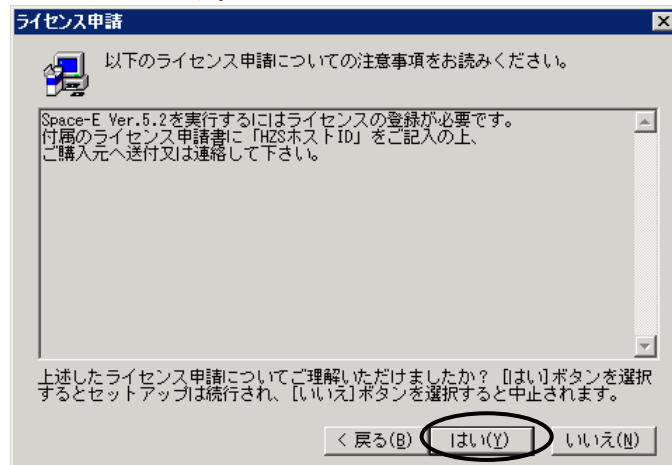 ライセンス申請
以下のライセンス申請についての注意事項をお読みください。
Space-E Ver.5.2を実行するにはライセンスの登録が必要です。
付属のライセンス申請書に「HZSホストID」をご記入の上、
ご購入元へ送付又は連絡して下さい。
上述したライセンス申請についてご理解いただけましたか？ [はい]ボタンを選択
するとセットアップは続行され、[いいえ]ボタンを選択すると中止されます。
< 戻る(B) はい(Y) いいえ(N)